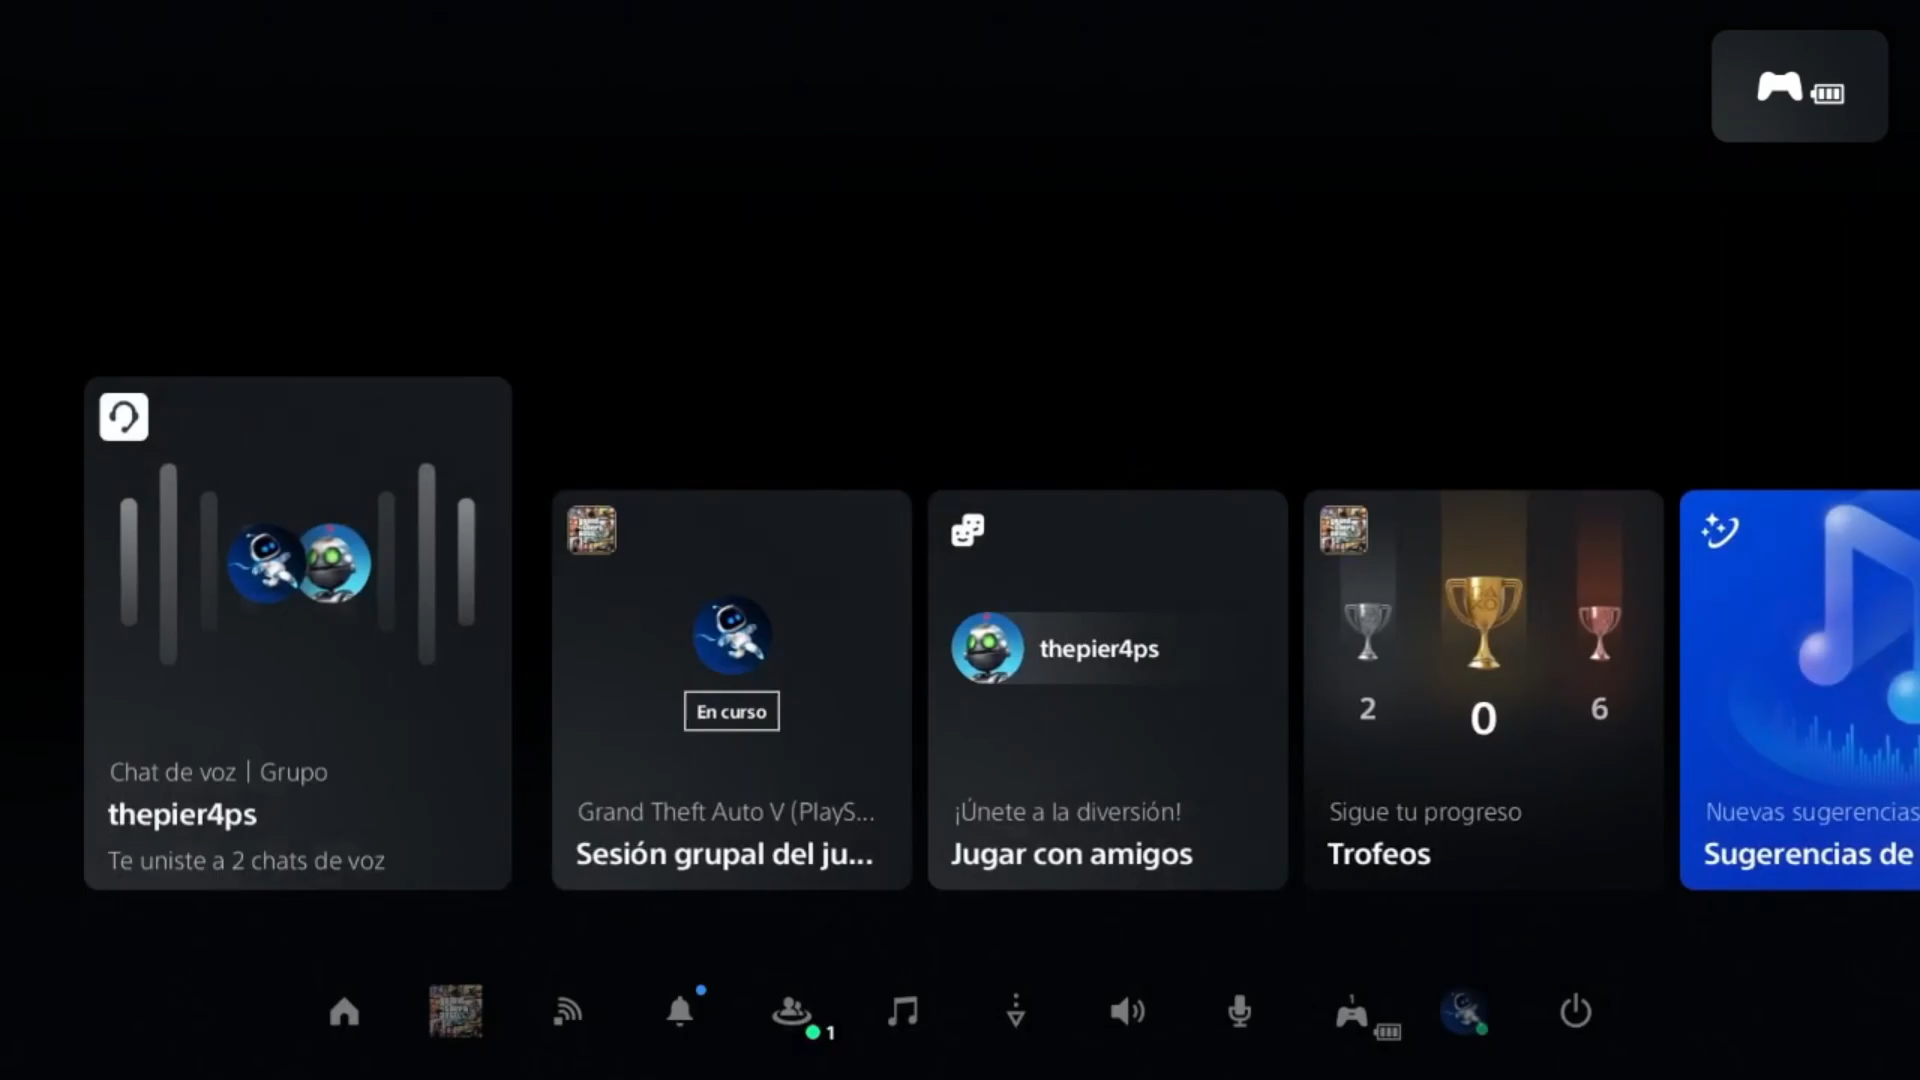 Chat de voz | Grupo
thepier4ps
Te uniste a 2 chats de voz
En curso
Grand Theft Auto V (PlayS...
Sesión grupal del ju...
thepier4ps
¡Únete a la diversión!
Jugar con amigos
2
0
6
Sigue tu progreso
Trofeos
Nuevas sugerencias
Sugerencias de
1
1